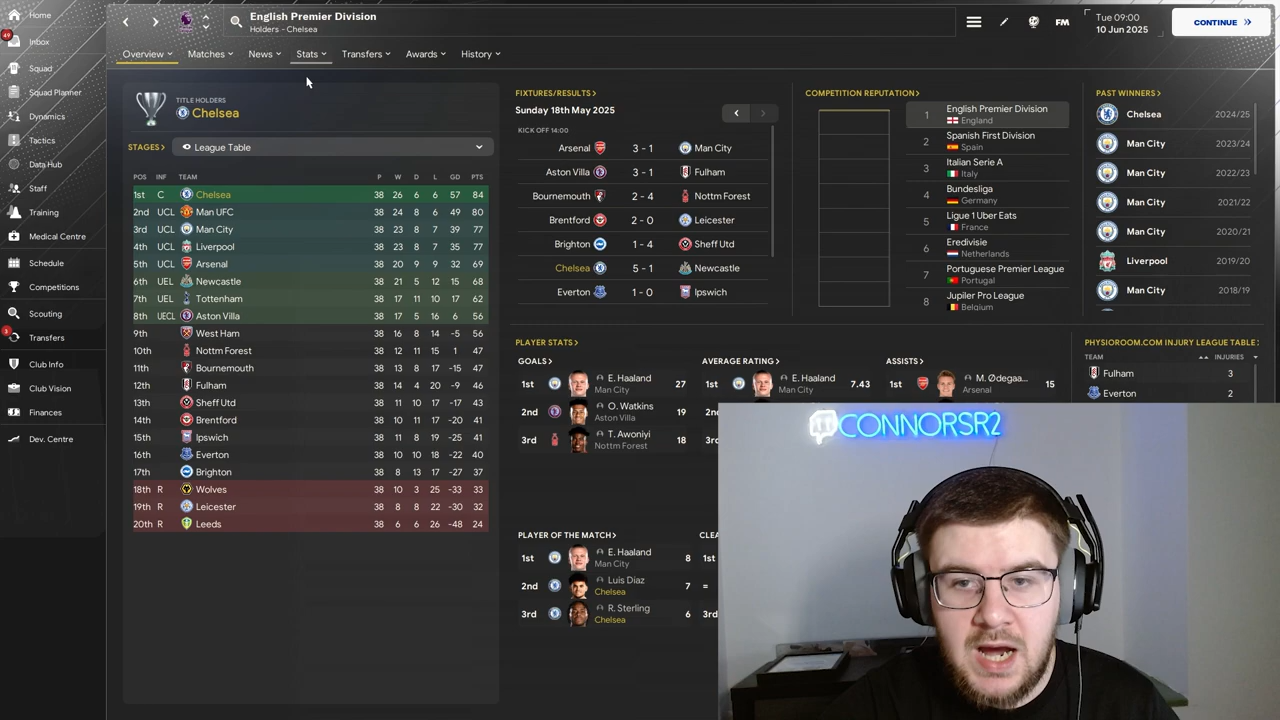 Home
49
Inbox
Squad
Squad Planner
Dynamics
Tactics
Data Hub
Staff
Training
Medical Centre
Schedule
Competitions
Scouting
3
Transfers
Club Info
Club Vision
Finances
Dev. Centre
English Premier Division
Holders - Chelsea
FM
Tue 09:00
10 Jun 2025
CONTINUE
Overview Matches News Stats Transfers Awards History
TITLE HOLDERS
Chelsea
STAGES League Table
POS INF TEAM P W D L GD PTS
1st C Chelsea 38 26 6 6 57 84
2nd UCL Man UFC 38 24 8 6 49 80
3rd UCL Man City 38 23 8 7 39 77
4th UCL Liverpool 38 23 8 7 35 77
5th UCL Arsenal 38 20 9 9 32 69
6th UEL Newcastle 38 21 5 12 15 68
7th UEL Tottenham 38 17 11 10 17 62
8th UECL Aston Villa 38 17 5 16 6 56
9th West Ham 38 16 8 14 -5 56
10th Nottm Forest 38 12 11 15 1 47
11th Bournemouth 38 13 8 17 -15 47
12th Fulham 38 14 4 20 -9 46
13th Sheff Utd 38 11 10 17 -17 43
14th Brentford 38 10 11 17 -20 41
15th Ipswich 38 11 8 19 -25 41
16th Everton 38 10 10 18 -22 40
17th Brighton 38 8 13 17 -27 37
18th R Wolves 38 10 3 25 -33 33
19th R Leicester 38 8 8 22 -30 32
20th R Leeds 38 6 6 26 -48 24
FIXTURES/RESULTS
Sunday 18th May 2025
KICK OFF 14:00
Arsenal 3 - 1 Man City
Aston Villa 3 - 1 Fulham
Bournemouth 2 - 4 Nottm Forest
Brentford 2 - 0 Leicester
Brighton 1 - 4 Sheff Utd
Chelsea 5 - 1 Newcastle
Everton 1 - 0 Ipswich
COMPETITION REPUTATION
1 English Premier Division
England
2 Spanish First Division
Spain
3 Italian Serie A
Italy
4 Bundesliga
Germany
5 Ligue 1 Uber Eats
France
6 Eredivisie
Netherlands
7 Portuguese Premier League
Portugal
8 Jupiler Pro League
Belgium
PAST WINNERS
Chelsea 2024/25
Man City 2023/24
Man City 2022/23
Man City 2021/22
Man City 2020/21
Liverpool 2019/20
Man City 2018/19
PLAYER STATS
GOALS
1st E. Haaland 27
Man City
2nd O. Watkins 19
Aston Villa
3rd T. Awoniyi 18
Nottm Forest
AVERAGE RATING
1st E. Haaland 7.43
Man City
2nd
3rd
ASSISTS
1st M. Ødegaa... 15
Arsenal
PHYSIOROOM.COM INJURY LEAGUE TABLE
TEAM INJURIES
Fulham 3
Everton 2
PLAYER OF THE MATCH
1st E. Haaland 8
Man City
2nd Luis Díaz 7
Chelsea
3rd R. Sterling 6
Chelsea
CLEA
1st
=
3rd
CONNORSR2